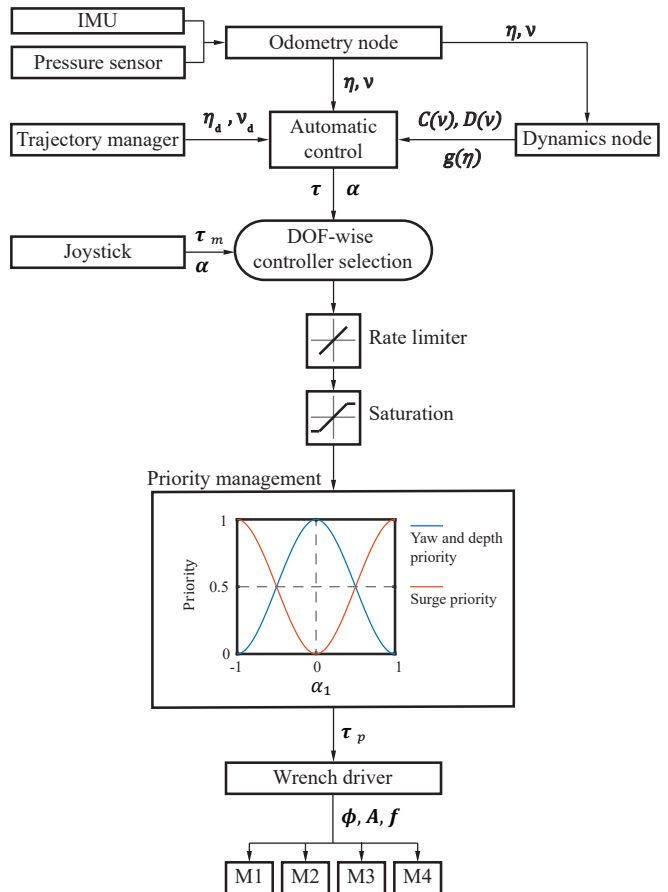 IMU
Odometry node
Pressure sensor
η, ν
η, ν
Trajectory manager
η_d , ν_d
Automatic
control
C(ν), D(ν)
g(η)
Dynamics node
τ α
Joystick
τ_m
α
DOF-wise
controller selection
Rate limiter
Saturation
Priority management
1
0.5
0
Priority
-1
0
1
α₁
Yaw and depth
priority
Surge priority
τ_p
Wrench driver
ϕ, A, f
M1 M2 M3 M4